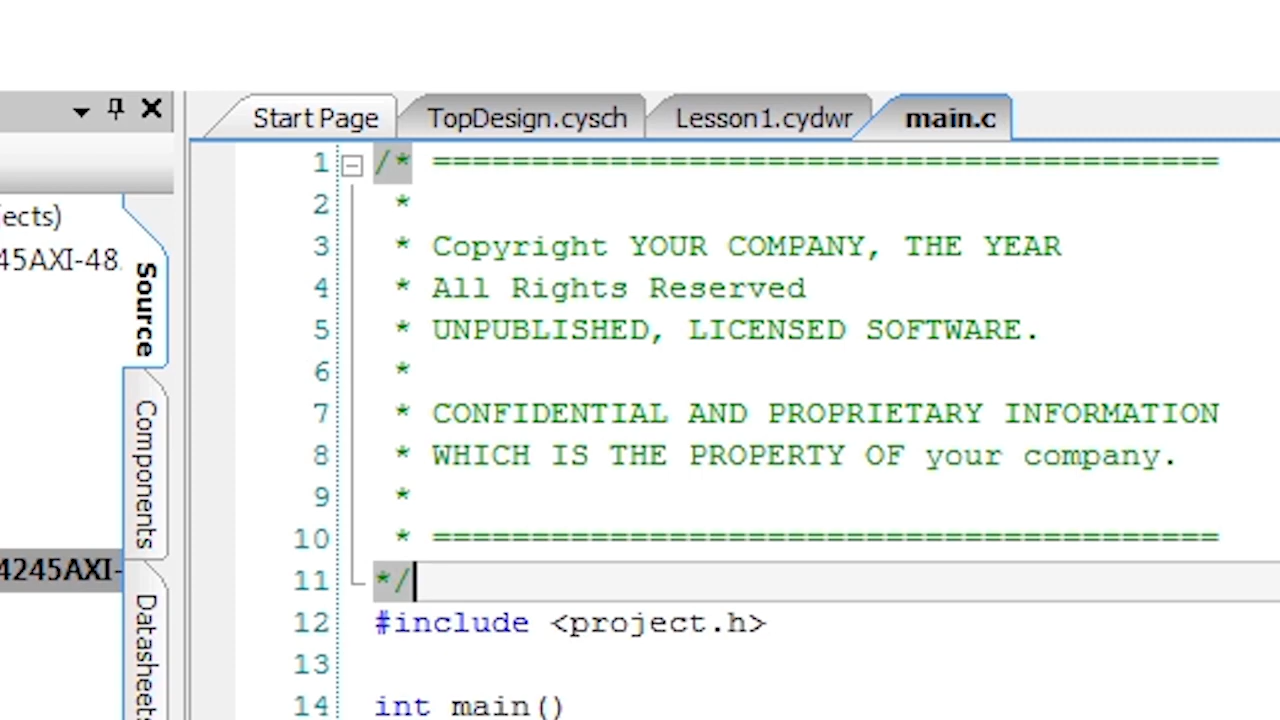 Start Page TopDesign.cysch Lesson1.cydwr main.c
ects)
45AXI-48
Source
Components
4245AXI-
Datasheets
1 /* ========================================
2 *
3 * Copyright YOUR COMPANY, THE YEAR
4 * All Rights Reserved
5 * UNPUBLISHED, LICENSED SOFTWARE.
6 *
7 * CONFIDENTIAL AND PROPRIETARY INFORMATION
8 * WHICH IS THE PROPERTY OF your company.
9 *
10 * ========================================
11 */
12 #include <project.h>
13
14 int main()